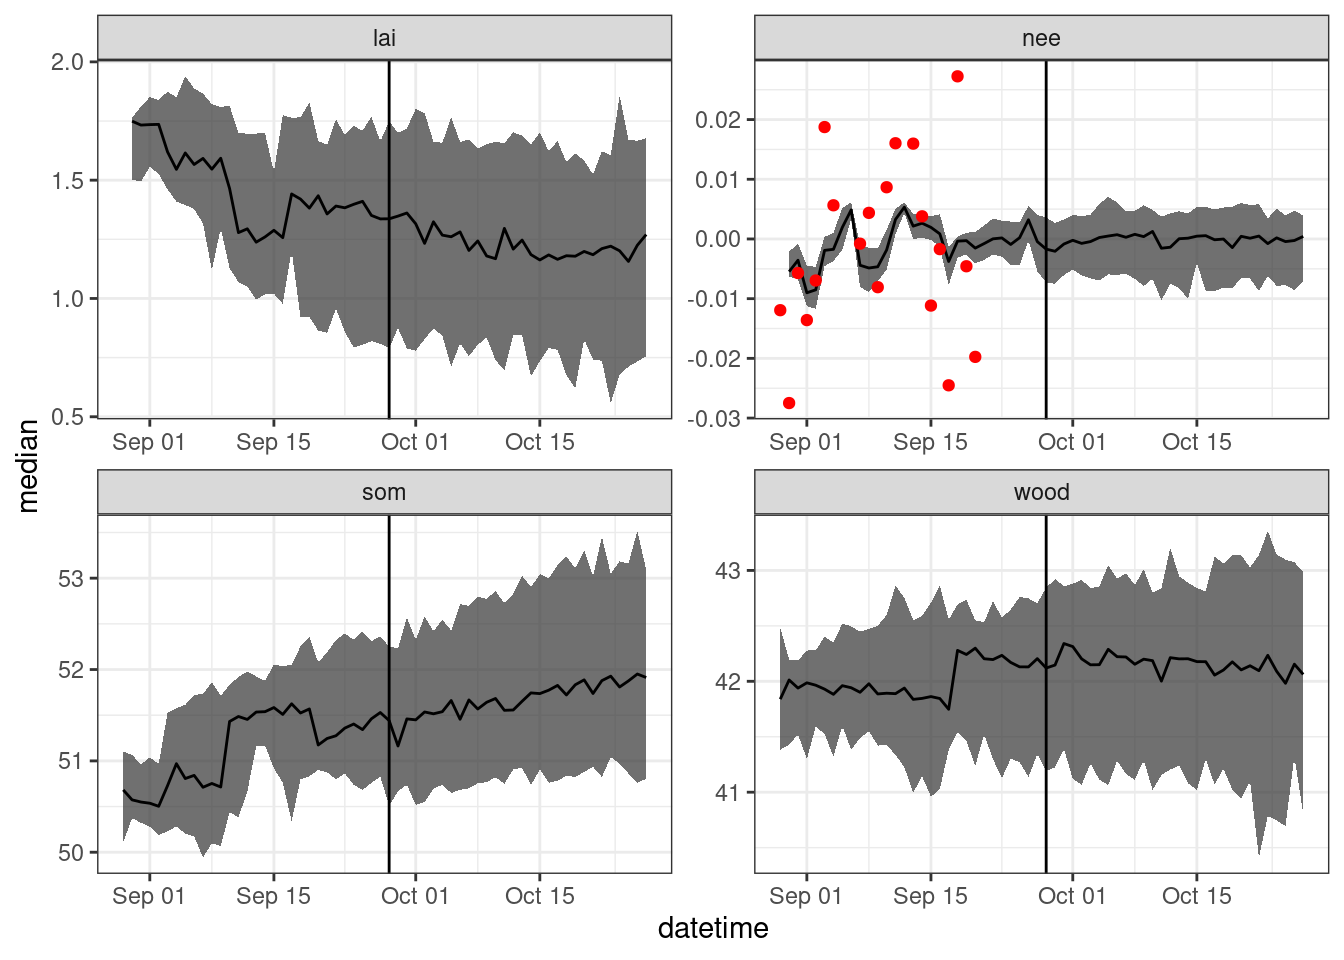 lai
nee
2.0
1.5
1.0
0.5
0.02
0.01
0.00
-0.01
-0.02
-0.03
Sep 01 Sep 15 Oct 01 Oct 15
Sep 01 Sep 15 Oct 01 Oct 15
median
som
wood
53
52
51
50
43
42
41
Sep 01 Sep 15 Oct 01 Oct 15
Sep 01 Sep 15 Oct 01 Oct 15
datetime